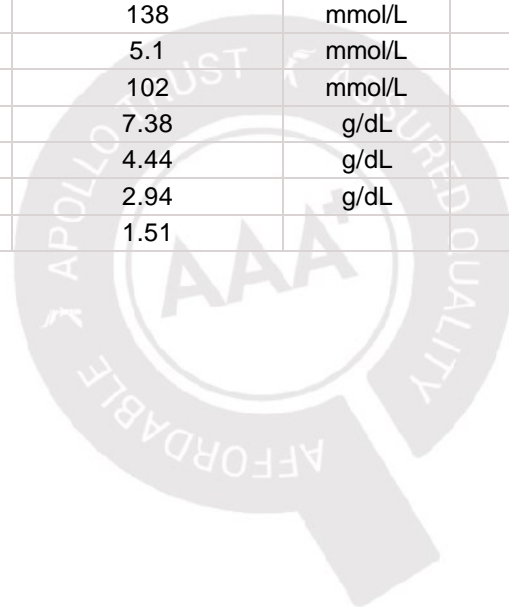 138 mmol/L
5.1 mmol/L
102 mmol/L
7.38 g/dL
4.44 g/dL
2.94 g/dL
1.51
APOLLO TRUST ASSURED QUALITY AFFORDABLE
AAA+